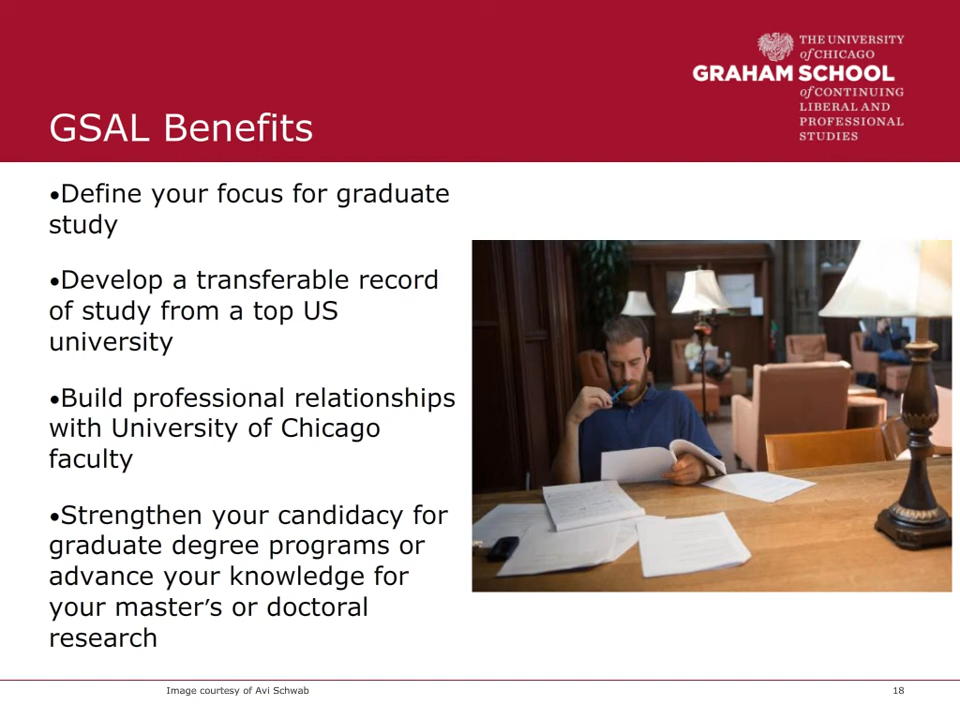 THE UNIVERSITY
of CHICAGO
GRAHAM SCHOOL
of CONTINUING
LIBERAL AND
PROFESSIONAL
STUDIES
GSAL Benefits
•Define your focus for graduate
study
•Develop a transferable record
of study from a top US
university
•Build professional relationships
with University of Chicago
faculty
•Strengthen your candidacy for
graduate degree programs or
advance your knowledge for
your master’s or doctoral
research
Image courtesy of Avi Schwab
18